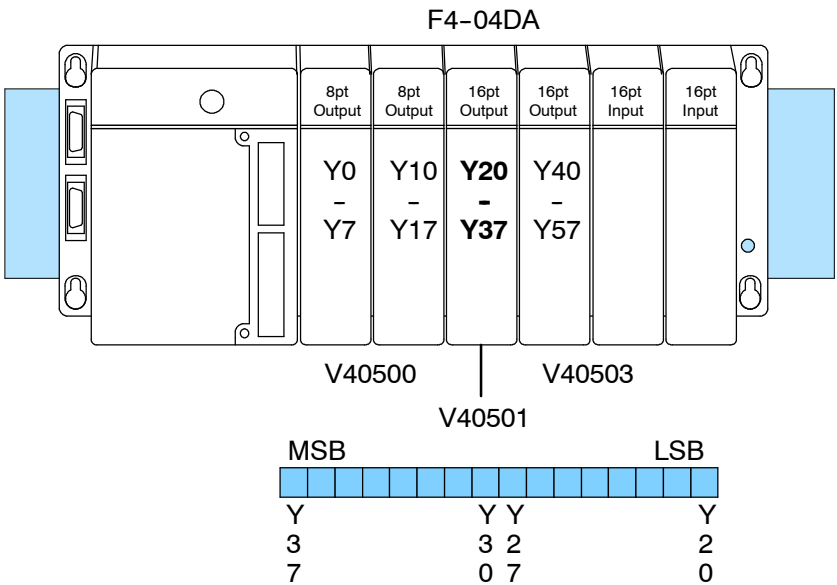 F4-04DA
8pt Output 8pt Output 16pt Output 16pt Output 16pt Input 16pt Input
Y0 Y10 Y20 Y40
- - - -
Y7 Y17 Y37 Y57
V40500 V40503
V40501
MSB LSB
Y Y Y Y
3 3 2 2
7 0 7 0